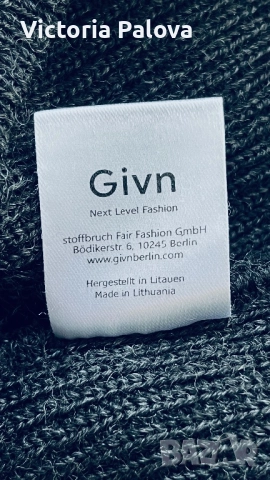 Victoria Palova
Givn
Next Level Fashion
stoffbruch Fair Fashion GmbH
Bödikerstr. 6, 10245 Berlin
www.givnberlin.com
Hergestellt in Litauen
Made in Lithuania
BAZAR